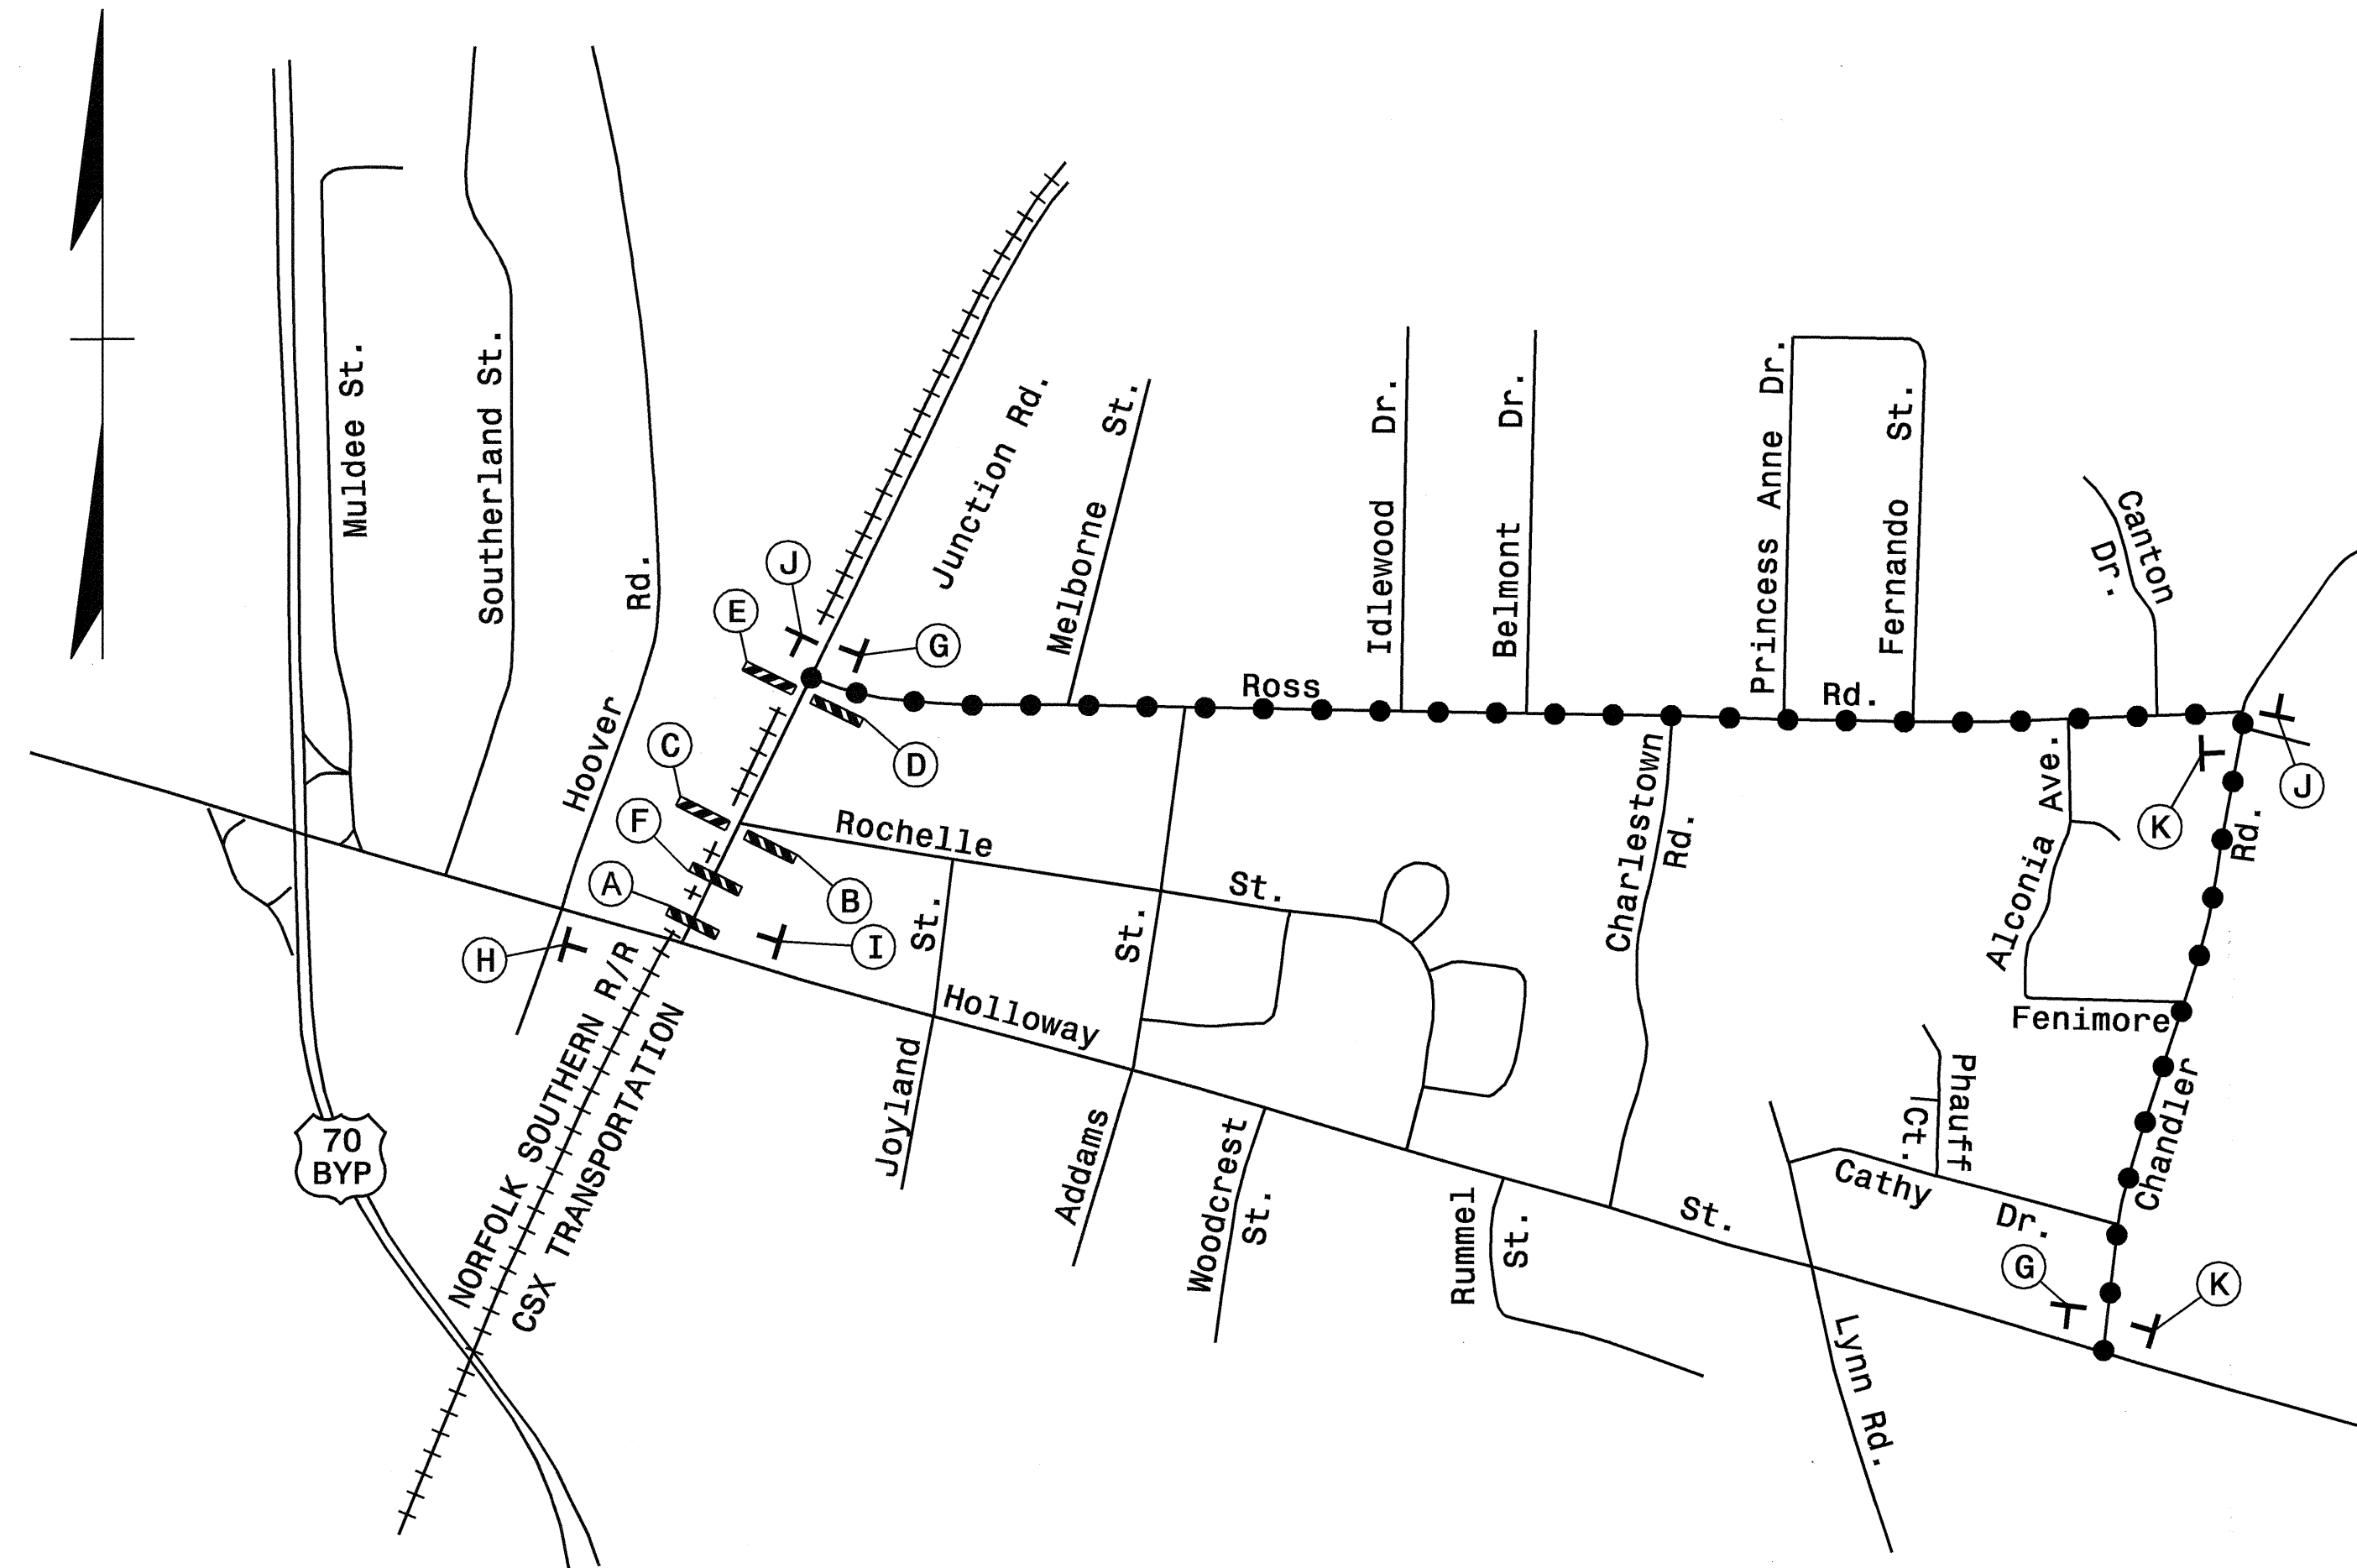 Muldee St.
Southerland St.
Hoover Rd.
Junction Rd.
Melborne St.
Idlewood Dr.
Belmont Dr.
Princess Anne Dr.
Fernando St.
Canton
Dr.
J
E
G
Ross Rd.
C
D
F
A
B
H
I
Rochelle St.
Charlestown
Rd.
Alconia Ave.
K
J
Chandler Rd.
Fenimore
Holloway St.
Joyland St.
Addams St.
Woodcrest
St.
Rummel
St.
Phauff
Ct.
Cathy Dr.
G
K
Lynn Rd.
NORFOLK SOUTHERN R/R
CSX TRANSPORTATION
70
BYP